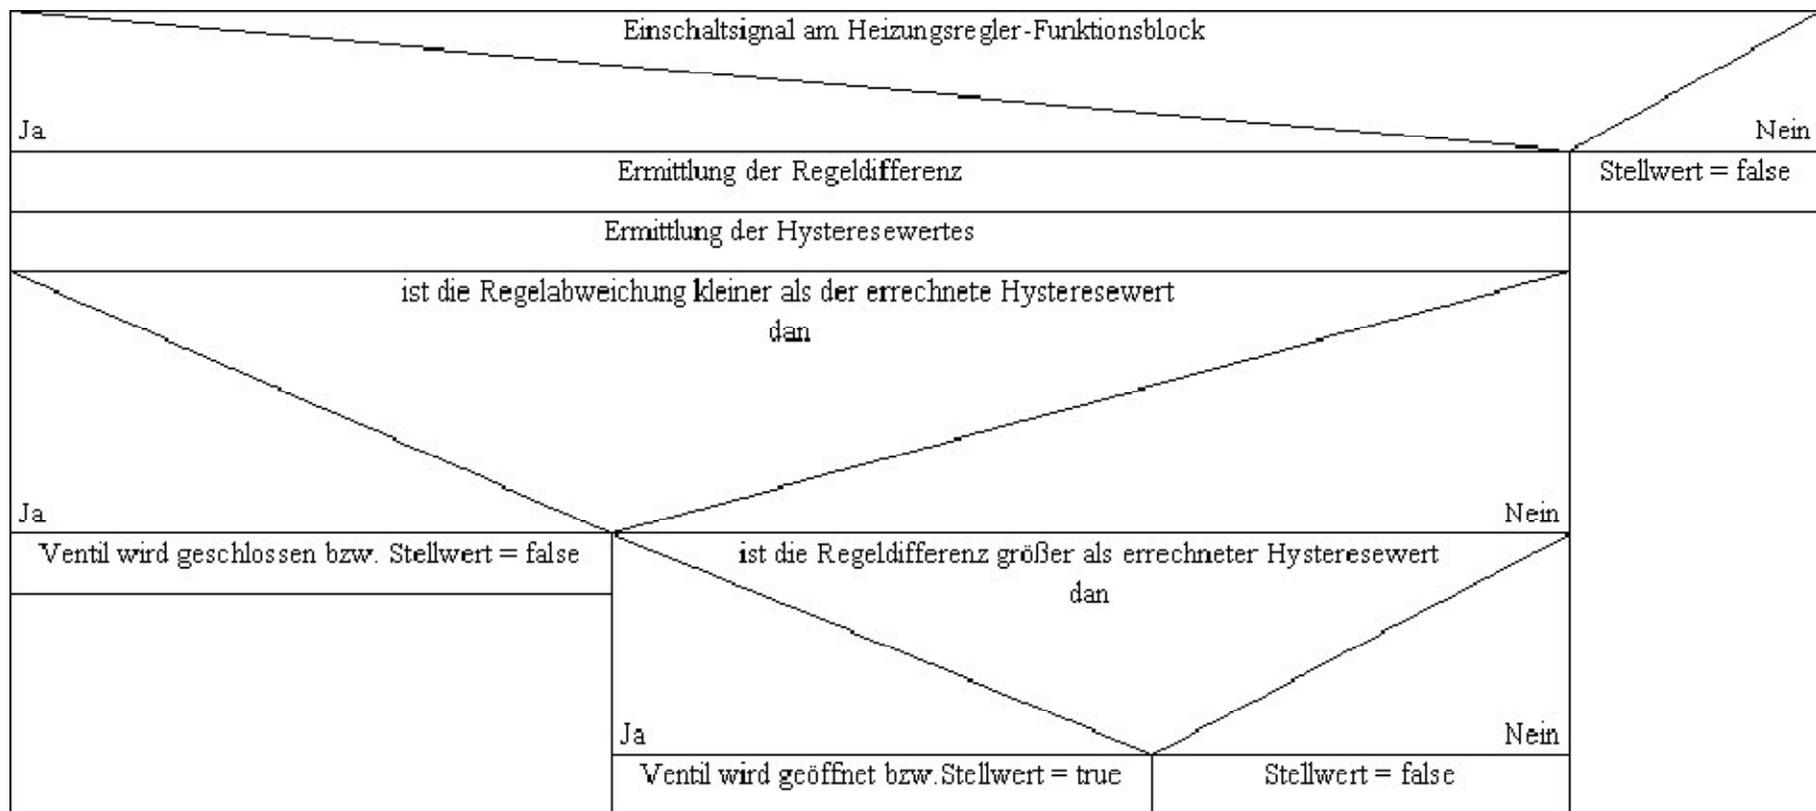 Einschaltsignal am Heizungsregler-Funktionsblock
Ja
Nein
Ermittlung der Regeldifferenz
Stellwert = false
Ermittlung der Hysteresewertes
ist die Regelabweichung kleiner als der errechnete Hysteresewert
dan
Ja
Nein
Ventil wird geschlossen bzw. Stellwert = false
ist die Regeldifferenz größer als errechneter Hysteresewert
dan
Ja
Nein
Ventil wird geöffnet bzw.Stellwert = true
Stellwert = false